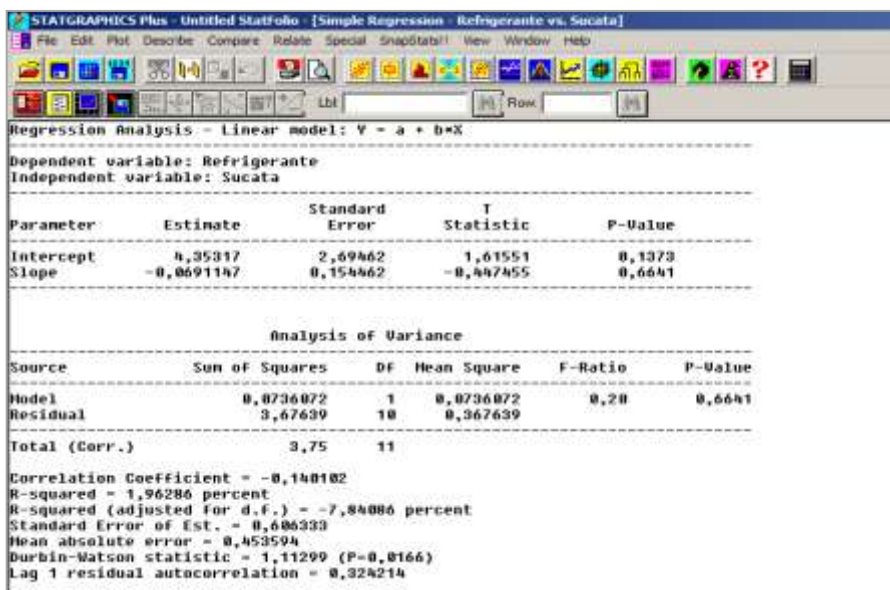 STATGRAPHICS Plus - Untitled StatFolio - [Simple Regression - Refrigerante vs. Sucata]
File Edit Plot Describe Compare Relate Special SnapStats!! View Window Help
Lbl Row
Regression Analysis - Linear model: Y = a + b*X
Dependent variable: Refrigerante
Independent variable: Sucata
Standard T
Parameter Estimate Error Statistic P-Value
Intercept 4,35317 2,69462 1,61551 0,1373
Slope -0,0691147 0,154462 -0,447455 0,6641
Analysis of Variance
Source Sum of Squares Df Mean Square F-Ratio P-Value
Model 0,0736072 1 0,0736072 0,20 0,6641
Residual 3,67639 10 0,367639
Total (Corr.) 3,75 11
Correlation Coefficient = -0,140102
R-squared = 1,96286 percent
R-squared (adjusted for d.f.) = -7,84086 percent
Standard Error of Est. = 0,606333
Mean absolute error = 0,453594
Durbin-Watson statistic = 1,11299 (P=0,0166)
Lag 1 residual autocorrelation = 0,324214